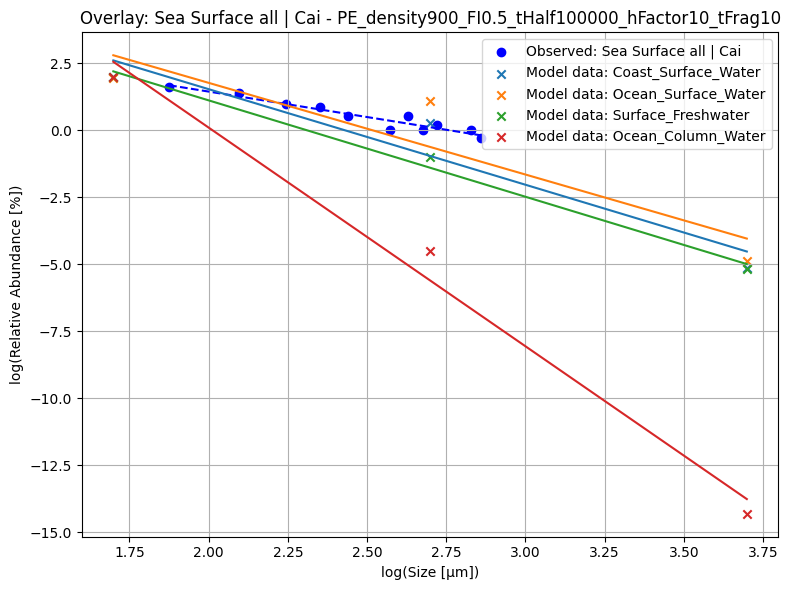 Overlay: Sea Surface all | Cai - PE_density900_FI0.5_tHalf100000_hFactor10_tFrag10
Observed: Sea Surface all | Cai
Model data: Coast_Surface_Water
Model data: Ocean_Surface_Water
Model data: Surface_Freshwater
Model data: Ocean_Column_Water
log(Relative Abundance [%])
2.5
0.0
−2.5
−5.0
−7.5
−10.0
−12.5
−15.0
1.75
2.00
2.25
2.50
2.75
3.00
3.25
3.50
3.75
log(Size [μm])